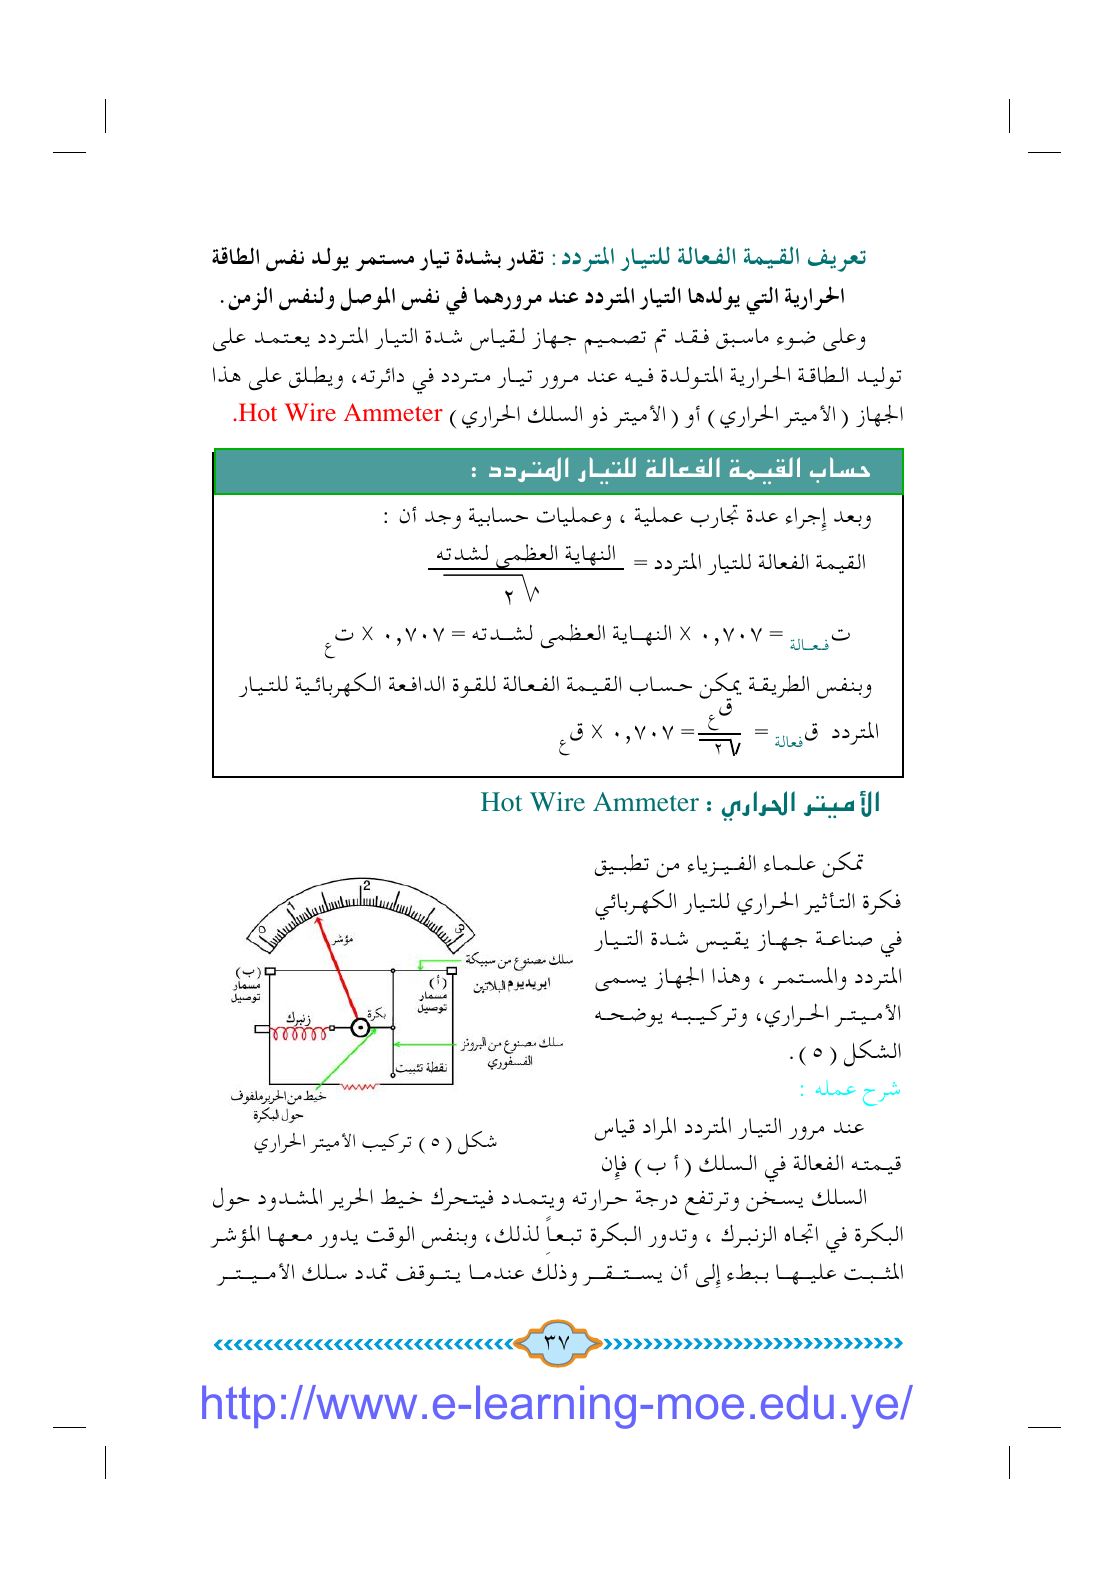 تعريف القيمة الفعالة للتيار المتردد : تقدر بشدة تيار مستمر يولد نفس الطاقة
الحرارية التي يولدها التيار المتردد عند مرورهما في نفس الموصل ولنفس الزمن .
وعلى ضوء ماسبق فقد تم تصميم جهاز لقياس شدة التيار المتردد يعتمد على
توليد الطاقة الحرارية المتولدة فيه عند مرور تيار متردد في دائرته، ويطلق على هذا
الجهاز ( الأميتر الحراري ) أو ( الأميتر ذو السلك الحراري ) Hot Wire Ammeter.
حساب القيمة الفعالة للتيار المتردد :
وبعد إجراء عدة تجارب عملية ، وعمليات حسابية وجد أن :
القيمة الفعالة للتيار المتردد = النهاية العظمى لشدته
√٢
ت فعالة = ٠,٧٠٧ X النهاية العظمى لشدته = ٠,٧٠٧ X ت ع
وبنفس الطريقة يمكن حساب القيمة الفعالة للقوة الدافعة الكهربائية للتيار
المتردد ق فعالة = ق ع / √٢ = ٠,٧٠٧ X ق ع
الأميتر الحراري : Hot Wire Ammeter
تمكن علماء الفيزياء من تطبيق
فكرة التأثير الحراري للتيار الكهربائي
في صناعة جهاز يقيس شدة التيار
المتردد والمستمر ، وهذا الجهاز يسمى
الأميتر الحراري، وتركيبه يوضحه
الشكل ( ٥ ) .
0 1 2 3
مؤشر
سلك مصنوع من سبيكة
ايريديوم البلاتين
(ب)
مسمار
توصيل
(أ)
مسمار
توصيل
زنبرك
بكرة
سلك مصنوع من البرونز
الفسفوري
نقطة تثبيت
خيط من الحرير ملفوف
حول البكرة
شكل ( ٥ ) تركيب الأميتر الحراري
شرح عمله :
عند مرور التيار المتردد المراد قياس
قيمته الفعالة في السلك ( أ ب ) فإن
السلك يسخن وترتفع درجة حرارته ويتمدد فيتحرك خيط الحرير المشدود حول
البكرة في اتجاه الزنبرك ، وتدور البكرة تبعاً لذلك، وبنفس الوقت يدور معها المؤشر
المثبت عليها ببطء إلى أن يستقر وذلك عندما يتوقف تمدد سلك الأميتر
٣٧
http://www.e-learning-moe.edu.ye/